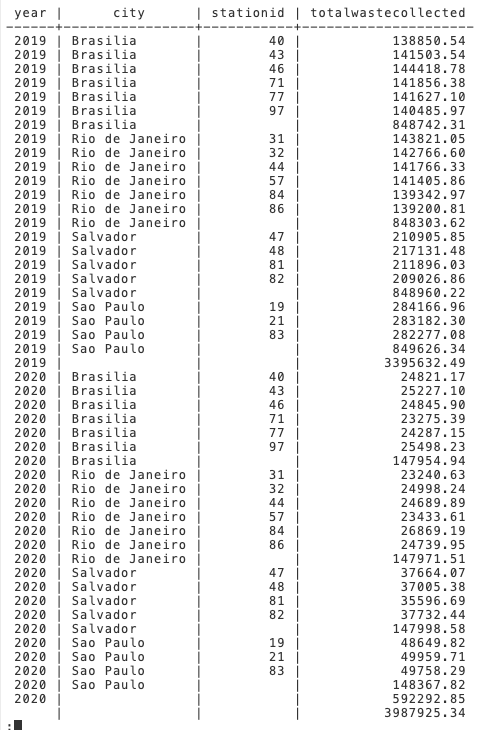 year | city | stationid | totalwastecollected
------+----------------+-----------+---------------------
2019 | Brasilia | 40 | 138850.54
2019 | Brasilia | 43 | 141503.54
2019 | Brasilia | 46 | 144418.78
2019 | Brasilia | 71 | 141856.38
2019 | Brasilia | 77 | 141627.10
2019 | Brasilia | 97 | 140485.97
2019 | Brasilia | | 848742.31
2019 | Rio de Janeiro | 31 | 143821.05
2019 | Rio de Janeiro | 32 | 142766.60
2019 | Rio de Janeiro | 44 | 141766.33
2019 | Rio de Janeiro | 57 | 141405.86
2019 | Rio de Janeiro | 84 | 139342.97
2019 | Rio de Janeiro | 86 | 139200.81
2019 | Rio de Janeiro | | 848303.62
2019 | Salvador | 47 | 210905.85
2019 | Salvador | 48 | 217131.48
2019 | Salvador | 81 | 211896.03
2019 | Salvador | 82 | 209026.86
2019 | Salvador | | 848960.22
2019 | Sao Paulo | 19 | 284166.96
2019 | Sao Paulo | 21 | 283182.30
2019 | Sao Paulo | 83 | 282277.08
2019 | Sao Paulo | | 849626.34
2019 | | | 3395632.49
2020 | Brasilia | 40 | 24821.17
2020 | Brasilia | 43 | 25227.10
2020 | Brasilia | 46 | 24845.90
2020 | Brasilia | 71 | 23275.39
2020 | Brasilia | 77 | 24287.15
2020 | Brasilia | 97 | 25498.23
2020 | Brasilia | | 147954.94
2020 | Rio de Janeiro | 31 | 23240.63
2020 | Rio de Janeiro | 32 | 24998.24
2020 | Rio de Janeiro | 44 | 24689.89
2020 | Rio de Janeiro | 57 | 23433.61
2020 | Rio de Janeiro | 84 | 26869.19
2020 | Rio de Janeiro | 86 | 24739.95
2020 | Rio de Janeiro | | 147971.51
2020 | Salvador | 47 | 37664.07
2020 | Salvador | 48 | 37005.38
2020 | Salvador | 81 | 35596.69
2020 | Salvador | 82 | 37732.44
2020 | Salvador | | 147998.58
2020 | Sao Paulo | 19 | 48649.82
2020 | Sao Paulo | 21 | 49959.71
2020 | Sao Paulo | 83 | 49758.29
2020 | Sao Paulo | | 148367.82
2020 | | | 592292.85
| | | 3987925.34
: